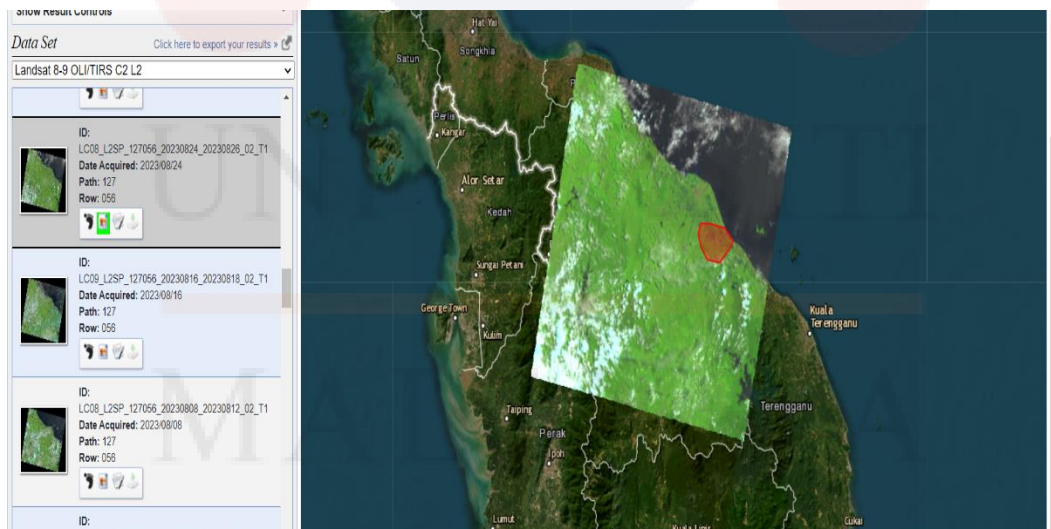 Show Result Controls
Data Set
Click here to export your results »
Landsat 8-9 OLI/TIRS C2 L2
ID:
LC08_L2SP_127056_20230824_20230826_02_T1
Date Acquired: 2023/08/24
Path: 127
Row: 056
ID:
LC09_L2SP_127056_20230816_20230818_02_T1
Date Acquired: 2023/08/16
Path: 127
Row: 056
ID:
LC08_L2SP_127056_20230808_20230812_02_T1
Date Acquired: 2023/08/08
Path: 127
Row: 056
ID:
Hat Yai
Songkhla
Satun
Perlis
Kangar
Alor Setar
Kedah
Sungai Petani
George Town
Kulim
Kuala
Terengganu
Taiping
Terengganu
Perak
Ipoh
Lumut
Kuala Lipis
Cukai